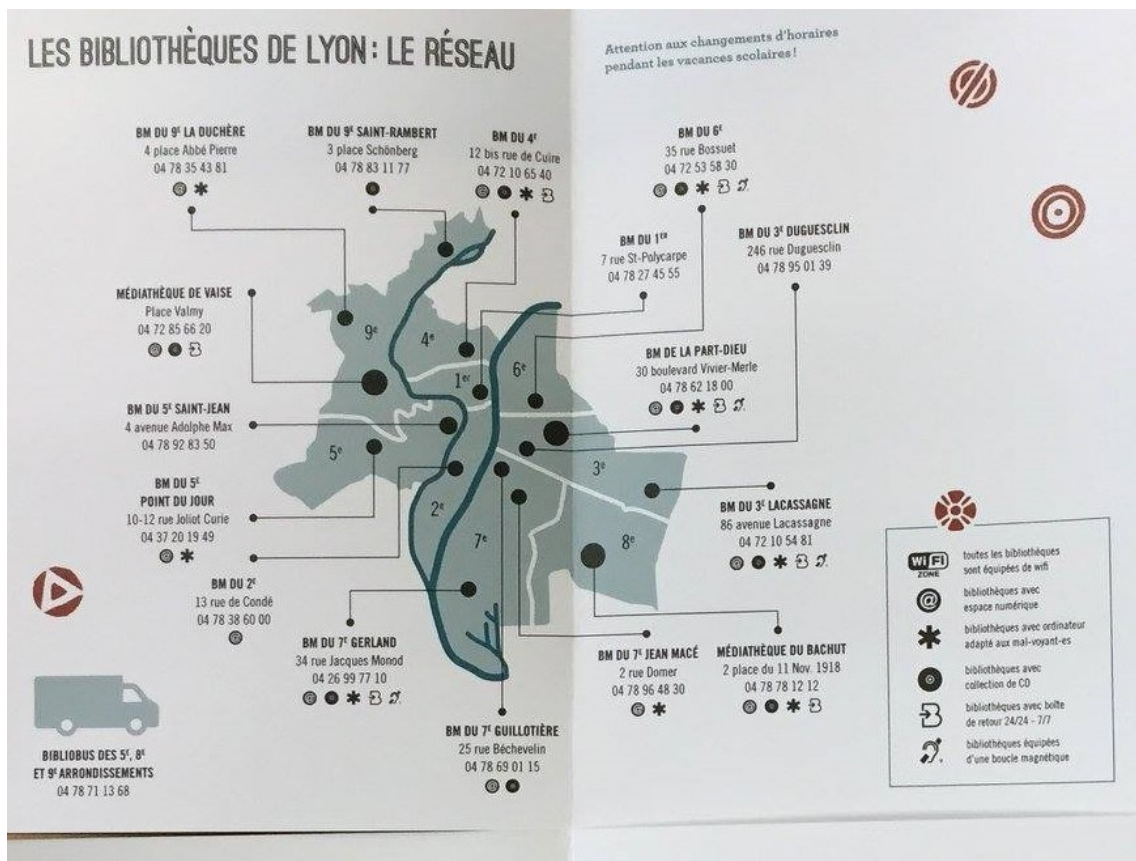 LES BIBLIOTHÈQUES DE LYON : LE RÉSEAU
Attention aux changements d'horaires
pendant les vacances scolaires !
BM DU 9E LA DUCHÈRE
4 place Abbé Pierre
04 78 35 43 81
@ *
BM DU 9E SAINT-RAMBERT
3 place Schönberg
04 78 83 11 77
BM DU 4E
12 bis rue de Cuire
04 72 10 65 40
@ *
BM DU 6E
35 rue Bossuet
04 72 53 58 30
@ *
BM DU 1ER
7 rue St-Polycarpe
04 78 27 45 55
BM DU 3E DUGUESCLIN
246 rue Duguesclin
04 78 95 01 39
MÉDIATHÈQUE DE VAISE
Place Valmy
04 72 85 66 20
@
BM DE LA PART-DIEU
30 boulevard Vivier-Merle
04 78 62 18 00
@ *
BM DU 5E SAINT-JEAN
4 avenue Adolphe Max
04 78 92 83 50
BM DU 5E
POINT DU JOUR
10-12 rue Joliot Curie
04 37 20 19 49
@ *
BM DU 2E
13 rue de Condé
04 78 38 60 00
@
9e
4e
1er
6e
5e
2e
3e
7e
8e
BM DU 3E LACASSAGNE
86 avenue Lacassagne
04 72 10 54 81
@ *
BM DU 7E GERLAND
34 rue Jacques Monod
04 26 99 77 10
@ *
BM DU 7E JEAN MACÉ
2 rue Domer
04 78 96 48 30
@ *
MÉDIATHÈQUE DU BACHUT
2 place du 11 Nov. 1918
04 78 78 12 12
@ *
BM DU 7E GUILLOTIÈRE
25 rue Béchevelin
04 78 69 01 15
@
BIBLIOBUS DES 5E, 8E
ET 9E ARRONDISSEMENTS
04 78 71 13 68
WiFi
ZONE
toutes les bibliothèques
sont équipées de wifi
@
bibliothèques avec
espace numérique
*
bibliothèques avec ordinateur
adapté aux mal-voyant-es
bibliothèques avec
collection de CD
bibliothèques avec boîte
de retour 24/24 - 7/7
bibliothèques équipées
d'une boucle magnétique